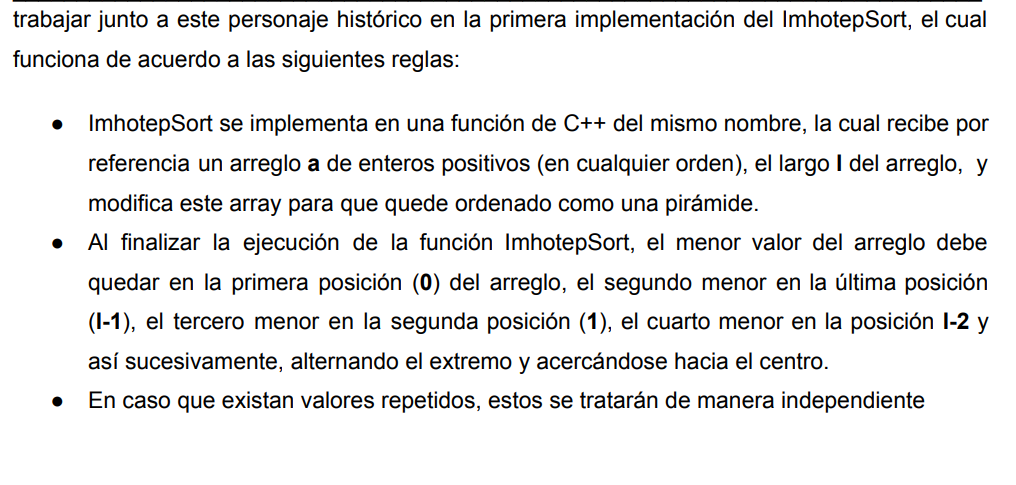 trabajar junto a este personaje histórico en la primera implementación del ImhotepSort, el cual
funciona de acuerdo a las siguientes reglas:
● ImhotepSort se implementa en una función de C++ del mismo nombre, la cual recibe por
referencia un arreglo a de enteros positivos (en cualquier orden), el largo l del arreglo, y
modifica este array para que quede ordenado como una pirámide.
● Al finalizar la ejecución de la función ImhotepSort, el menor valor del arreglo debe
quedar en la primera posición (0) del arreglo, el segundo menor en la última posición
(l-1), el tercero menor en la segunda posición (1), el cuarto menor en la posición l-2 y
así sucesivamente, alternando el extremo y acercándose hacia el centro.
● En caso que existan valores repetidos, estos se tratarán de manera independiente